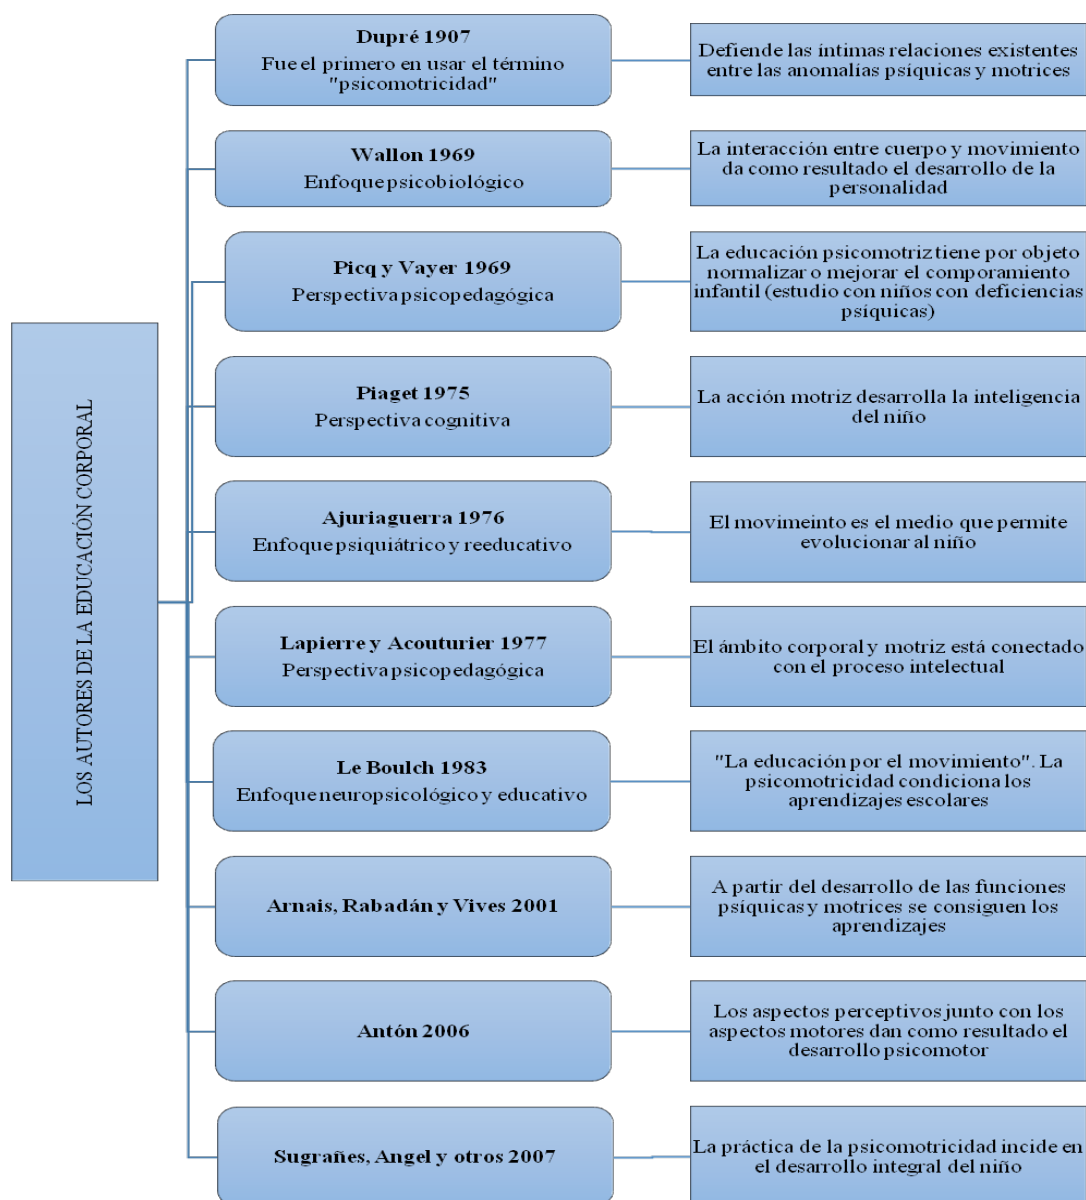 LOS AUTORES DE LA EDUCACIÓN CORPORAL
Dupré 1907
Fue el primero en usar el término
"psicomotricidad"
Defiende las íntimas relaciones existentes
entre las anomalías psíquicas y motrices
Wallon 1969
Enfoque psicobiológico
La interacción entre cuerpo y movimiento
da como resultado el desarrollo de la
personalidad
Picq y Vayer 1969
Perspectiva psicopedagógica
La educación psicomotriz tiene por objeto
normalizar o mejorar el comporamiento
infantil (estudio con niños con deficiencias
psíquicas)
Piaget 1975
Perspectiva cognitiva
La acción motriz desarrolla la inteligencia
del niño
Ajuriaguerra 1976
Enfoque psiquiátrico y reeducativo
El movimeinto es el medio que permite
evolucionar al niño
Lapierre y Acouturier 1977
Perspectiva psicopedagógica
El ámbito corporal y motriz está conectado
con el proceso intelectual
Le Boulch 1983
Enfoque neuropsicológico y educativo
"La educación por el movimiento". La
psicomotricidad condiciona los
aprendizajes escolares
Arnais, Rabadán y Vives 2001
A partir del desarrollo de las funciones
psíquicas y motrices se consiguen los
aprendizajes
Antón 2006
Los aspectos perceptivos junto con los
aspectos motores dan como resultado el
desarrollo psicomotor
Sugrañes, Angel y otros 2007
La práctica de la psicomotricidad incide en
el desarrollo integral del niño